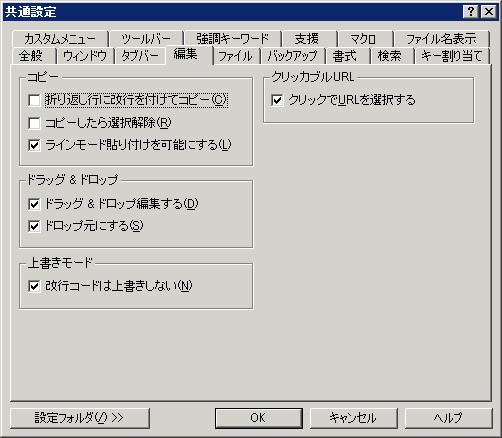 共通設定
カスタムメニュー ツールバー 強調キーワード 支援 マクロ ファイル名表示
全般 ウィンドウ タブバー 編集 ファイル バックアップ 書式 検索 キー割り当て
コピー
折り返し行に改行を付けてコピー(C)
コピーしたら選択解除(R)
ラインモード貼り付けを可能にする(L)
ドラッグ & ドロップ
ドラッグ & ドロップ編集する(D)
ドロップ元にする(S)
上書きモード
改行コードは上書きしない(N)
クリッカブルURL
クリックでURLを選択する
設定フォルダ(/) >>
OK
キャンセル
ヘルプ